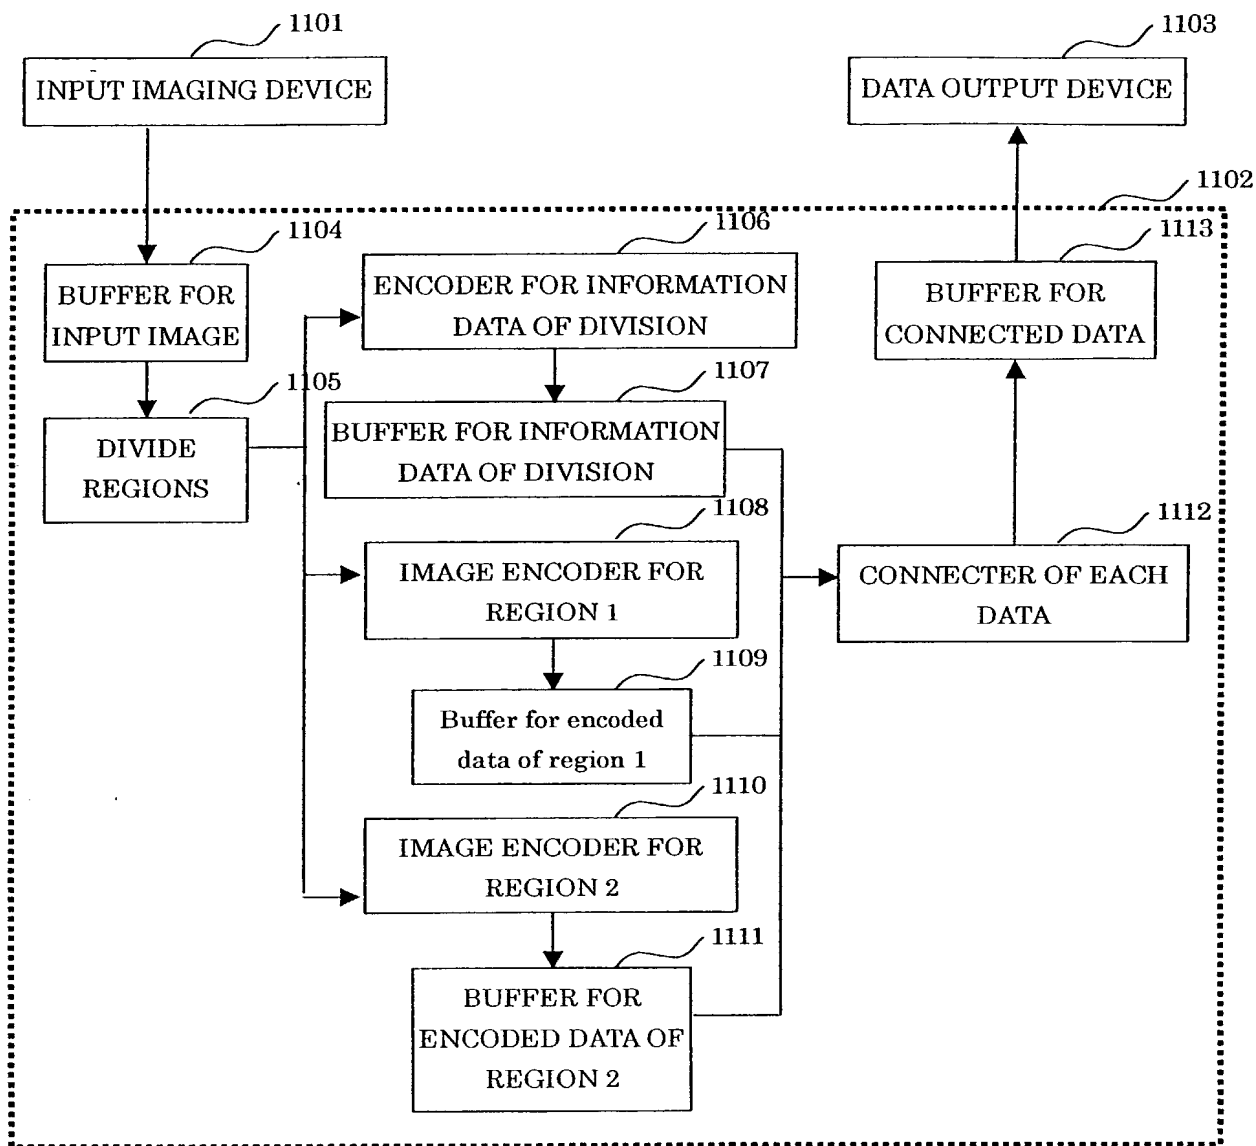 1101
INPUT IMAGING DEVICE
1103
DATA OUTPUT DEVICE
1102
1104
BUFFER FOR
INPUT IMAGE
1105
DIVIDE
REGIONS
1106
ENCODER FOR INFORMATION
DATA OF DIVISION
1107
BUFFER FOR INFORMATION
DATA OF DIVISION
1108
IMAGE ENCODER FOR
REGION 1
1109
Buffer for encoded
data of region 1
1110
IMAGE ENCODER FOR
REGION 2
1111
BUFFER FOR
ENCODED DATA OF
REGION 2
1113
BUFFER FOR
CONNECTED DATA
1112
CONNECTER OF EACH
DATA